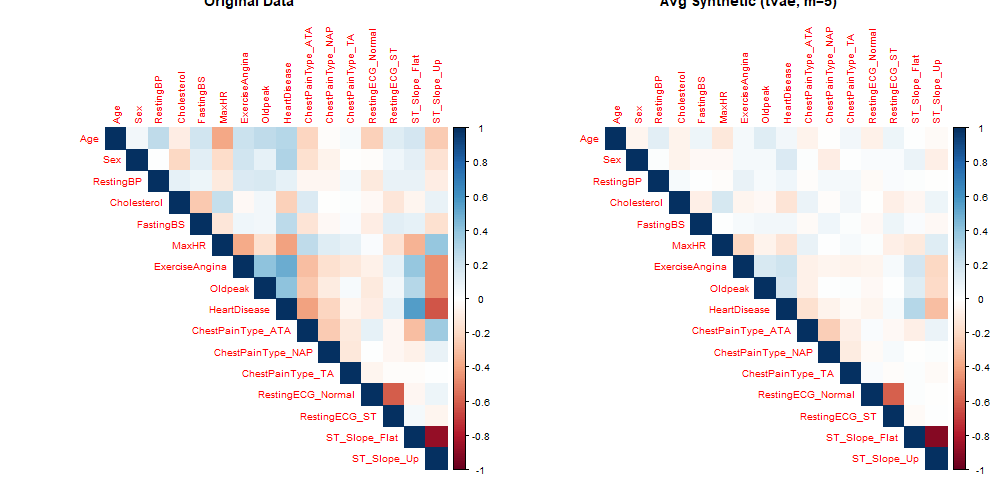 Original Data
Avg Synthetic (tvae, m=5)
Age
Sex
RestingBP
Cholesterol
FastingBS
MaxHR
ExerciseAngina
Oldpeak
HeartDisease
ChestPainType_ATA
ChestPainType_NAP
ChestPainType_TA
RestingECG_Normal
RestingECG_ST
ST_Slope_Flat
ST_Slope_Up
Age
Sex
RestingBP
Cholesterol
FastingBS
MaxHR
ExerciseAngina
Oldpeak
HeartDisease
ChestPainType_ATA
ChestPainType_NAP
ChestPainType_TA
RestingECG_Normal
RestingECG_ST
ST_Slope_Flat
ST_Slope_Up
1
0.8
0.6
0.4
0.2
0
-0.2
-0.4
-0.6
-0.8
-1
Age
Sex
RestingBP
Cholesterol
FastingBS
MaxHR
ExerciseAngina
Oldpeak
HeartDisease
ChestPainType_ATA
ChestPainType_NAP
ChestPainType_TA
RestingECG_Normal
RestingECG_ST
ST_Slope_Flat
ST_Slope_Up
Age
Sex
RestingBP
Cholesterol
FastingBS
MaxHR
ExerciseAngina
Oldpeak
HeartDisease
ChestPainType_ATA
ChestPainType_NAP
ChestPainType_TA
RestingECG_Normal
RestingECG_ST
ST_Slope_Flat
ST_Slope_Up
1
0.8
0.6
0.4
0.2
0
-0.2
-0.4
-0.6
-0.8
-1